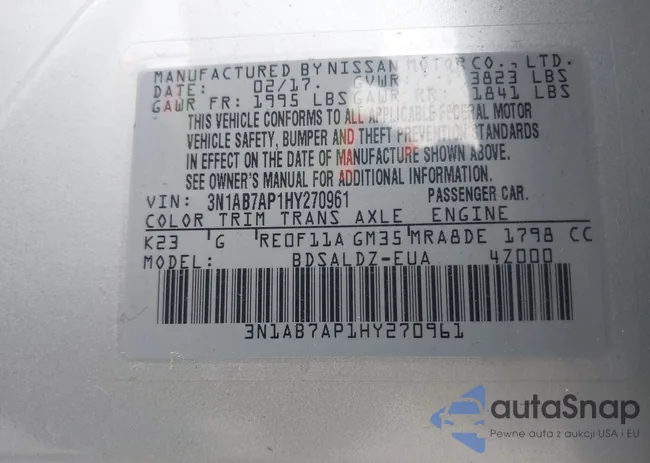 MANUFACTURED BY NISSAN MOTOR CO., LTD.
DATE: 02/17. GVWR: 3823 LBS
GAWR FR: 1995 LBS GAWR RR: 1841 LBS
THIS VEHICLE CONFORMS TO ALL APPLICABLE FEDERAL MOTOR
VEHICLE SAFETY, BUMPER AND THEFT PREVENTION STANDARDS
IN EFFECT ON THE DATE OF MANUFACTURE SHOWN ABOVE.
SEE OWNER'S MANUAL FOR ADDITIONAL INFORMATION.
VIN: 3N1AB7AP1HY270961 PASSENGER CAR.
COLOR TRIM TRANS AXLE ENGINE
K23 G RE0F11A GM35 MRA8DE 1798 CC
MODEL: BDSALDZ-EUA 4Z000
3N1AB7AP1HY270961
autaSnap
Pewne auta z aukcji USA i EU